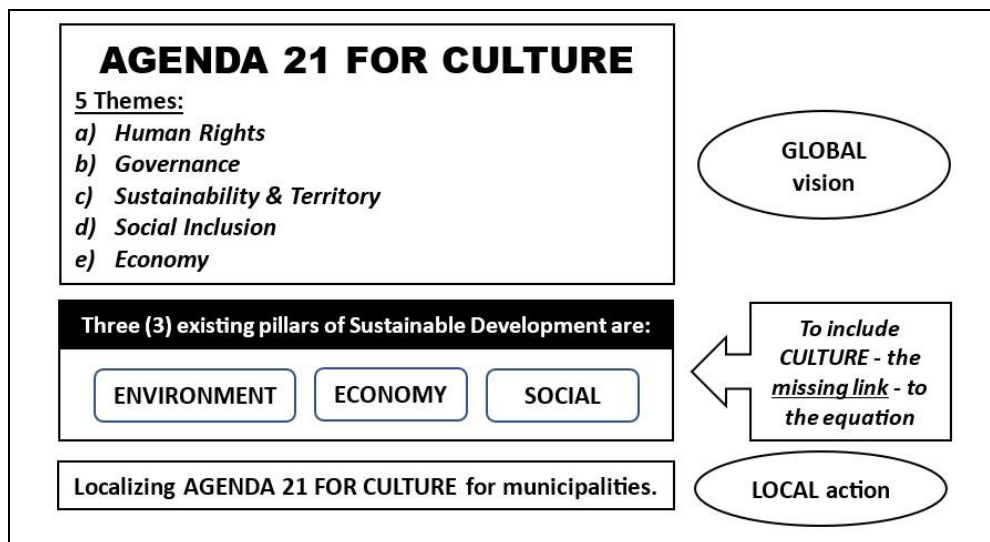 AGENDA 21 FOR CULTURE
5 Themes:
a) Human Rights
b) Governance
c) Sustainability & Territory
d) Social Inclusion
e) Economy
GLOBAL
vision
Three (3) existing pillars of Sustainable Development are:
ENVIRONMENT
ECONOMY
SOCIAL
To include
CULTURE - the
missing link - to
the equation
Localizing AGENDA 21 FOR CULTURE for municipalities.
LOCAL action